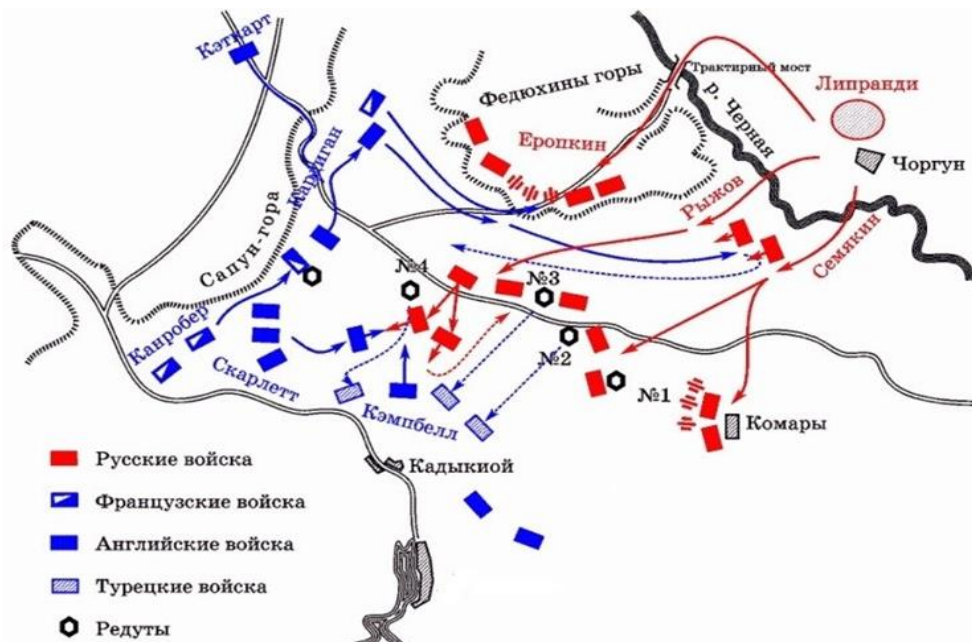 Кэткарт
Федюхины горы
Трактирный мост
р. Черная
Липранди
Чоргун
Еропкин
Кардиган
Сапун-гора
Рыжов
Семякин
№4
№3
№2
№1
Канробер
Скарлетт
Кэмпбелл
Комары
Кадыкиой
Русские войска
Французские войска
Английские войска
Турецкие войска
Редуты